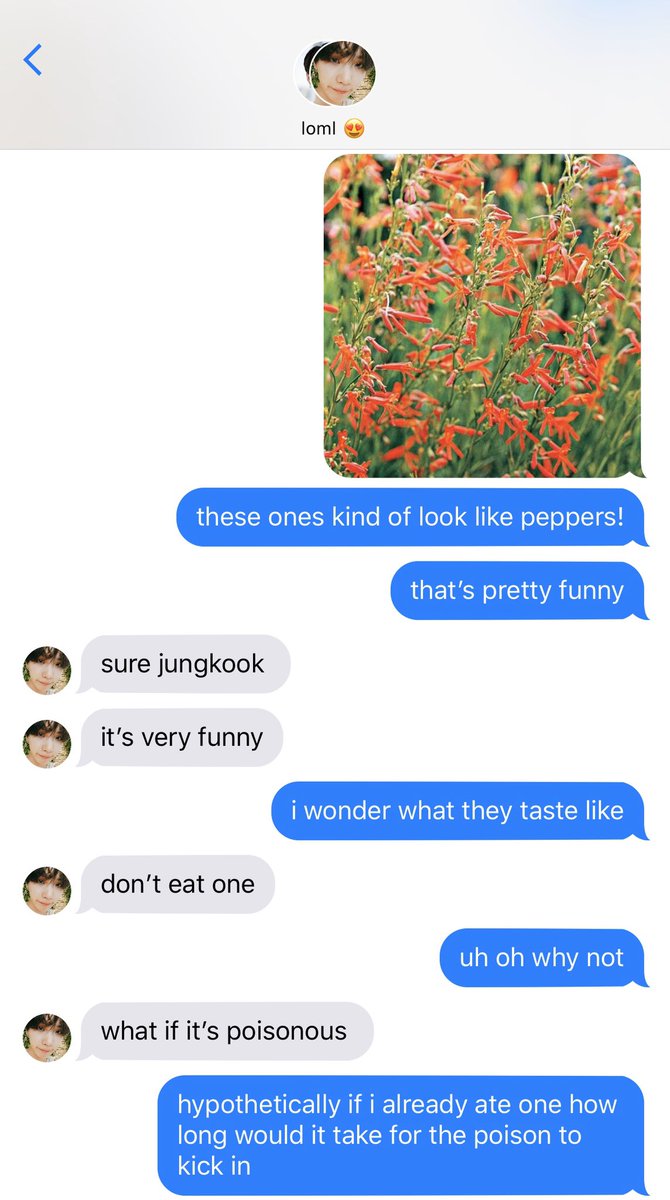 loml 😍
these ones kind of look like peppers!
that’s pretty funny
sure jungkook
it’s very funny
i wonder what they taste like
don’t eat one
uh oh why not
what if it’s poisonous
hypothetically if i already ate one how
long would it take for the poison to
kick in